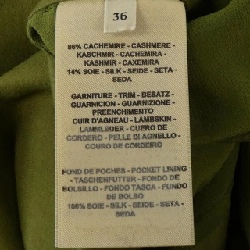 36
86% CACHEMIRE - CASHMERE -
KASCHMIR - CACHEMIRA -
KASHMIR - CAXEMIRA
14% SOIE - SILK - SEIDE - SETA -
SEDA
GARNITURE - TRIM - BESATZ -
GUARNICION - GUARNIZIONE -
PREENCHIMENTO
CUIR D'AGNEAU - LAMBSKIN -
LAMMLEDER - CUERO DE
CORDERO - PELLE DI AGNELLO
- COURO DE CORDEIRO
FOND DE POCHES - POCKET LINING
- TASCHENFUTTER - FONDO DE
BOLSILLO - FONDO TASCA - FUNDO
DE BOLSO
100% SOIE - SILK - SEIDE - SETA -
SEDA